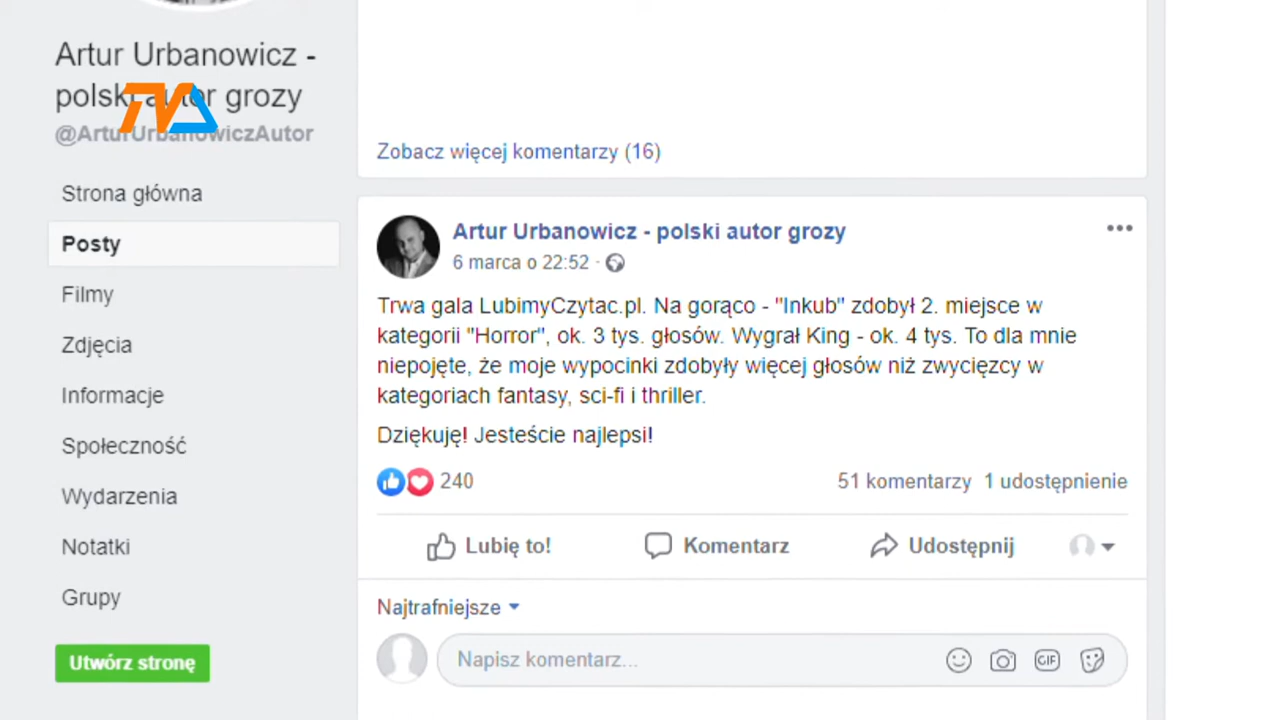 Artur Urbanowicz -
polski autor grozy
@ArturUrbanowiczAutor
TVA
Strona główna
Posty
Filmy
Zdjęcia
Informacje
Społeczność
Wydarzenia
Notatki
Grupy
Utwórz stronę
Zobacz więcej komentarzy (16)
Artur Urbanowicz - polski autor grozy
6 marca o 22:52 ·
Trwa gala LubimyCzytac.pl. Na gorąco - "Inkub" zdobył 2. miejsce w
kategorii "Horror", ok. 3 tys. głosów. Wygrał King - ok. 4 tys. To dla mnie
niepojęte, że moje wypocinki zdobyły więcej głosów niż zwycięzcy w
kategoriach fantasy, sci-fi i thriller.
Dziękuję! Jesteście najlepsi!
240
51 komentarzy 1 udostępnienie
Lubię to! Komentarz Udostępnij
Najtrafniejsze
Napisz komentarz...
GIF